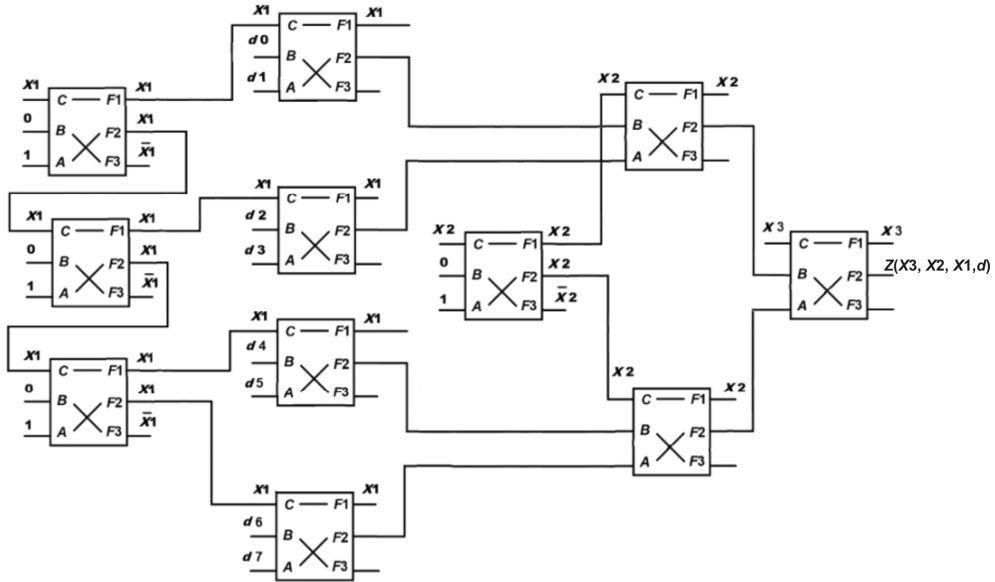 X1 X1
C F1
d0
B F2
d1
A F3
X1 X1
C F1
0 X1
B F2
1 X̄1
A F3
X2 X2
C F1
B F2
A F3
X1 X1
C F1
d2
B F2
d3
A F3
X1 X1
C F1
0 X1
B F2
1 X̄1
A F3
X2 X2
C F1
0 X2
B F2
1 X̄2
A F3
X3 X3
C F1
B F2 Z(X3, X2, X1,d)
A F3
X1 X1
C F1
d4
B F2
d5
A F3
X1 X1
C F1
0 X1
B F2
1 X̄1
A F3
X2 X2
C F1
B F2
A F3
X1 X1
C F1
d6
B F2
d7
A F3